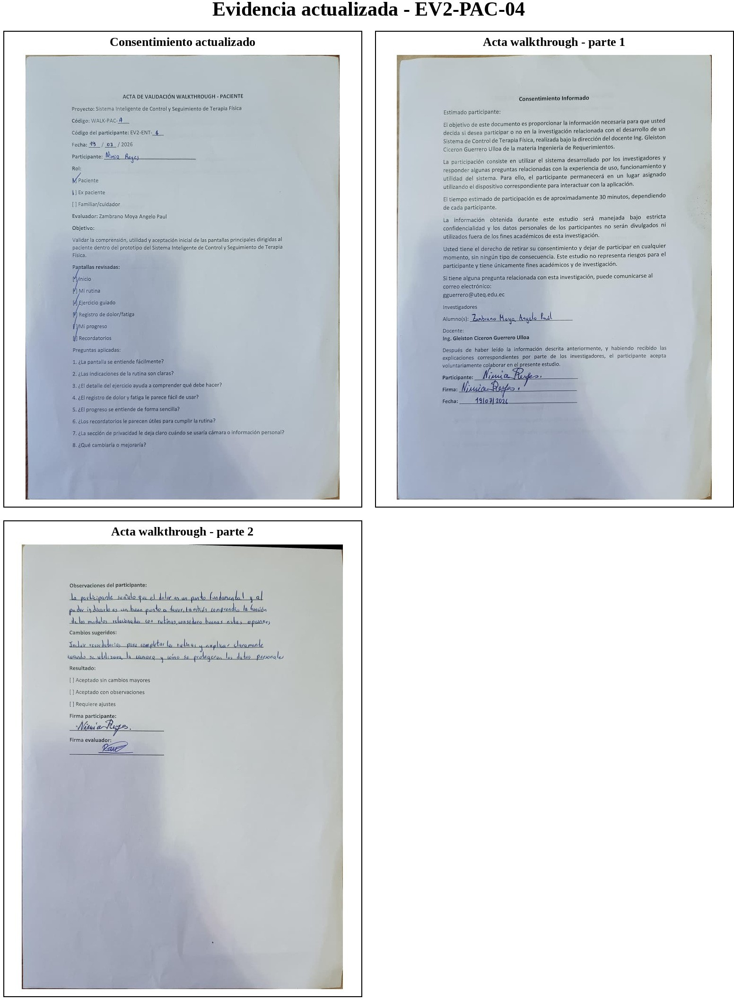 Evidencia actualizada - EV2-PAC-04
Consentimiento actualizado
ACTA DE VALIDACIÓN WALKTHROUGH - PACIENTE
Proyecto: Sistema Inteligente de Control y Seguimiento de Terapia Física
Código: WALK-PAC-4
Código del participante: EV2-ENT-4
Fecha: 19 / 07 / 2026
Participante: Nimia Reyes
Rol:
[✓] Paciente
[ ] Ex paciente
[ ] Familiar/cuidador
Evaluador: Zambrano Moya Angelo Paul
Objetivo:
Validar la comprensión, utilidad y aceptación inicial de las pantallas principales dirigidas al
paciente dentro del prototipo del Sistema Inteligente de Control y Seguimiento de Terapia
Física.
Pantallas revisadas:
[✓] Inicio
[✓] Mi rutina
[✓] Ejercicio guiado
[✓] Registro de dolor/fatiga
[✓] Mi progreso
[✓] Recordatorios
Preguntas aplicadas:
1. ¿La pantalla se entiende fácilmente?
2. ¿Las indicaciones de la rutina son claras?
3. ¿El detalle del ejercicio ayuda a comprender qué debe hacer?
4. ¿El registro de dolor y fatiga le parece fácil de usar?
5. ¿El progreso se entiende de forma sencilla?
6. ¿Los recordatorios le parecen útiles para cumplir la rutina?
7. ¿La sección de privacidad le deja claro cuándo se usaría cámara o información personal?
8. ¿Qué cambiaría o mejoraría?
Acta walkthrough - parte 1
Consentimiento Informado
Estimado participante:
El objetivo de este documento es proporcionar la información necesaria para que usted
decida si desea participar o no en la investigación relacionada con el desarrollo de un
Sistema de Control de Terapia Física, realizada bajo la dirección del docente Ing. Gleiston
Ciceron Guerrero Ulloa de la materia Ingeniería de Requerimientos.
La participación consiste en utilizar el sistema desarrollado por los investigadores y
responder algunas preguntas relacionadas con la experiencia de uso, funcionamiento y
utilidad del sistema. Para ello, el participante permanecerá en un lugar asignado
utilizando el dispositivo correspondiente para interactuar con la aplicación.
El tiempo estimado de participación es de aproximadamente 30 minutos, dependiendo
de cada participante.
La información obtenida durante este estudio será manejada bajo estricta
confidencialidad y los datos personales de los participantes no serán divulgados ni
utilizados fuera de los fines académicos de esta investigación.
Usted tiene el derecho de retirar su consentimiento y dejar de participar en cualquier
momento, sin ningún tipo de consecuencia. Este estudio no representa riesgos para el
participante y tiene únicamente fines académicos y de investigación.
Si tiene alguna pregunta relacionada con esta investigación, puede comunicarse al
correo electrónico:
gguerrero@uteq.edu.ec
Investigadores
Alumno(s): Zambrano Moya Angelo Paúl
Docente:
Ing. Gleiston Ciceron Guerrero Ulloa
Después de haber leído la información descrita anteriormente, y habiendo recibido las
explicaciones correspondientes por parte de los investigadores, el participante acepta
voluntariamente colaborar en el presente estudio.
Participante: Nimia Reyes.
Firma: Nimia Reyes.
Fecha: 19/07/2026
Acta walkthrough - parte 2
Observaciones del participante:
La participante señalo que el dolor es un punto fundamental y al
poder indicarlo es un buen punto a favor, también comprendio la función
de los modulos relacionados con rutinas, consedero buenas estas opciones
Cambios sugeridos:
Incluir recordatorios para completar las rutinas y explicar claramente
cuando se utilizara la camara y cómo se protegeran los datos personales
Resultado:
[ ] Aceptado sin cambios mayores
[ ] Aceptado con observaciones
[ ] Requiere ajustes
Firma participante:
Nimia Reyes.
Firma evaluador: